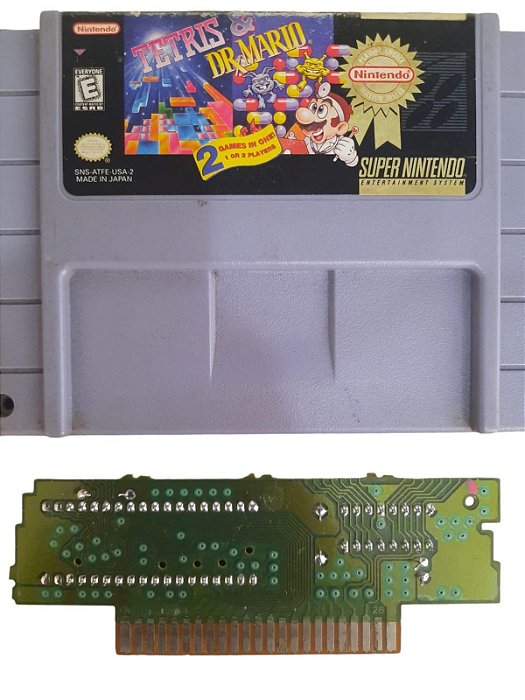 Nintendo
TETRIS &
DR. MARIO
EVERYONE
E
ESRB
Nintendo
2 GAMES IN ONE!
1 OR 2 PLAYERS
SNS-ATFE-USA-2
MADE IN JAPAN
SUPER NINTENDO
ENTERTAINMENT SYSTEM
28